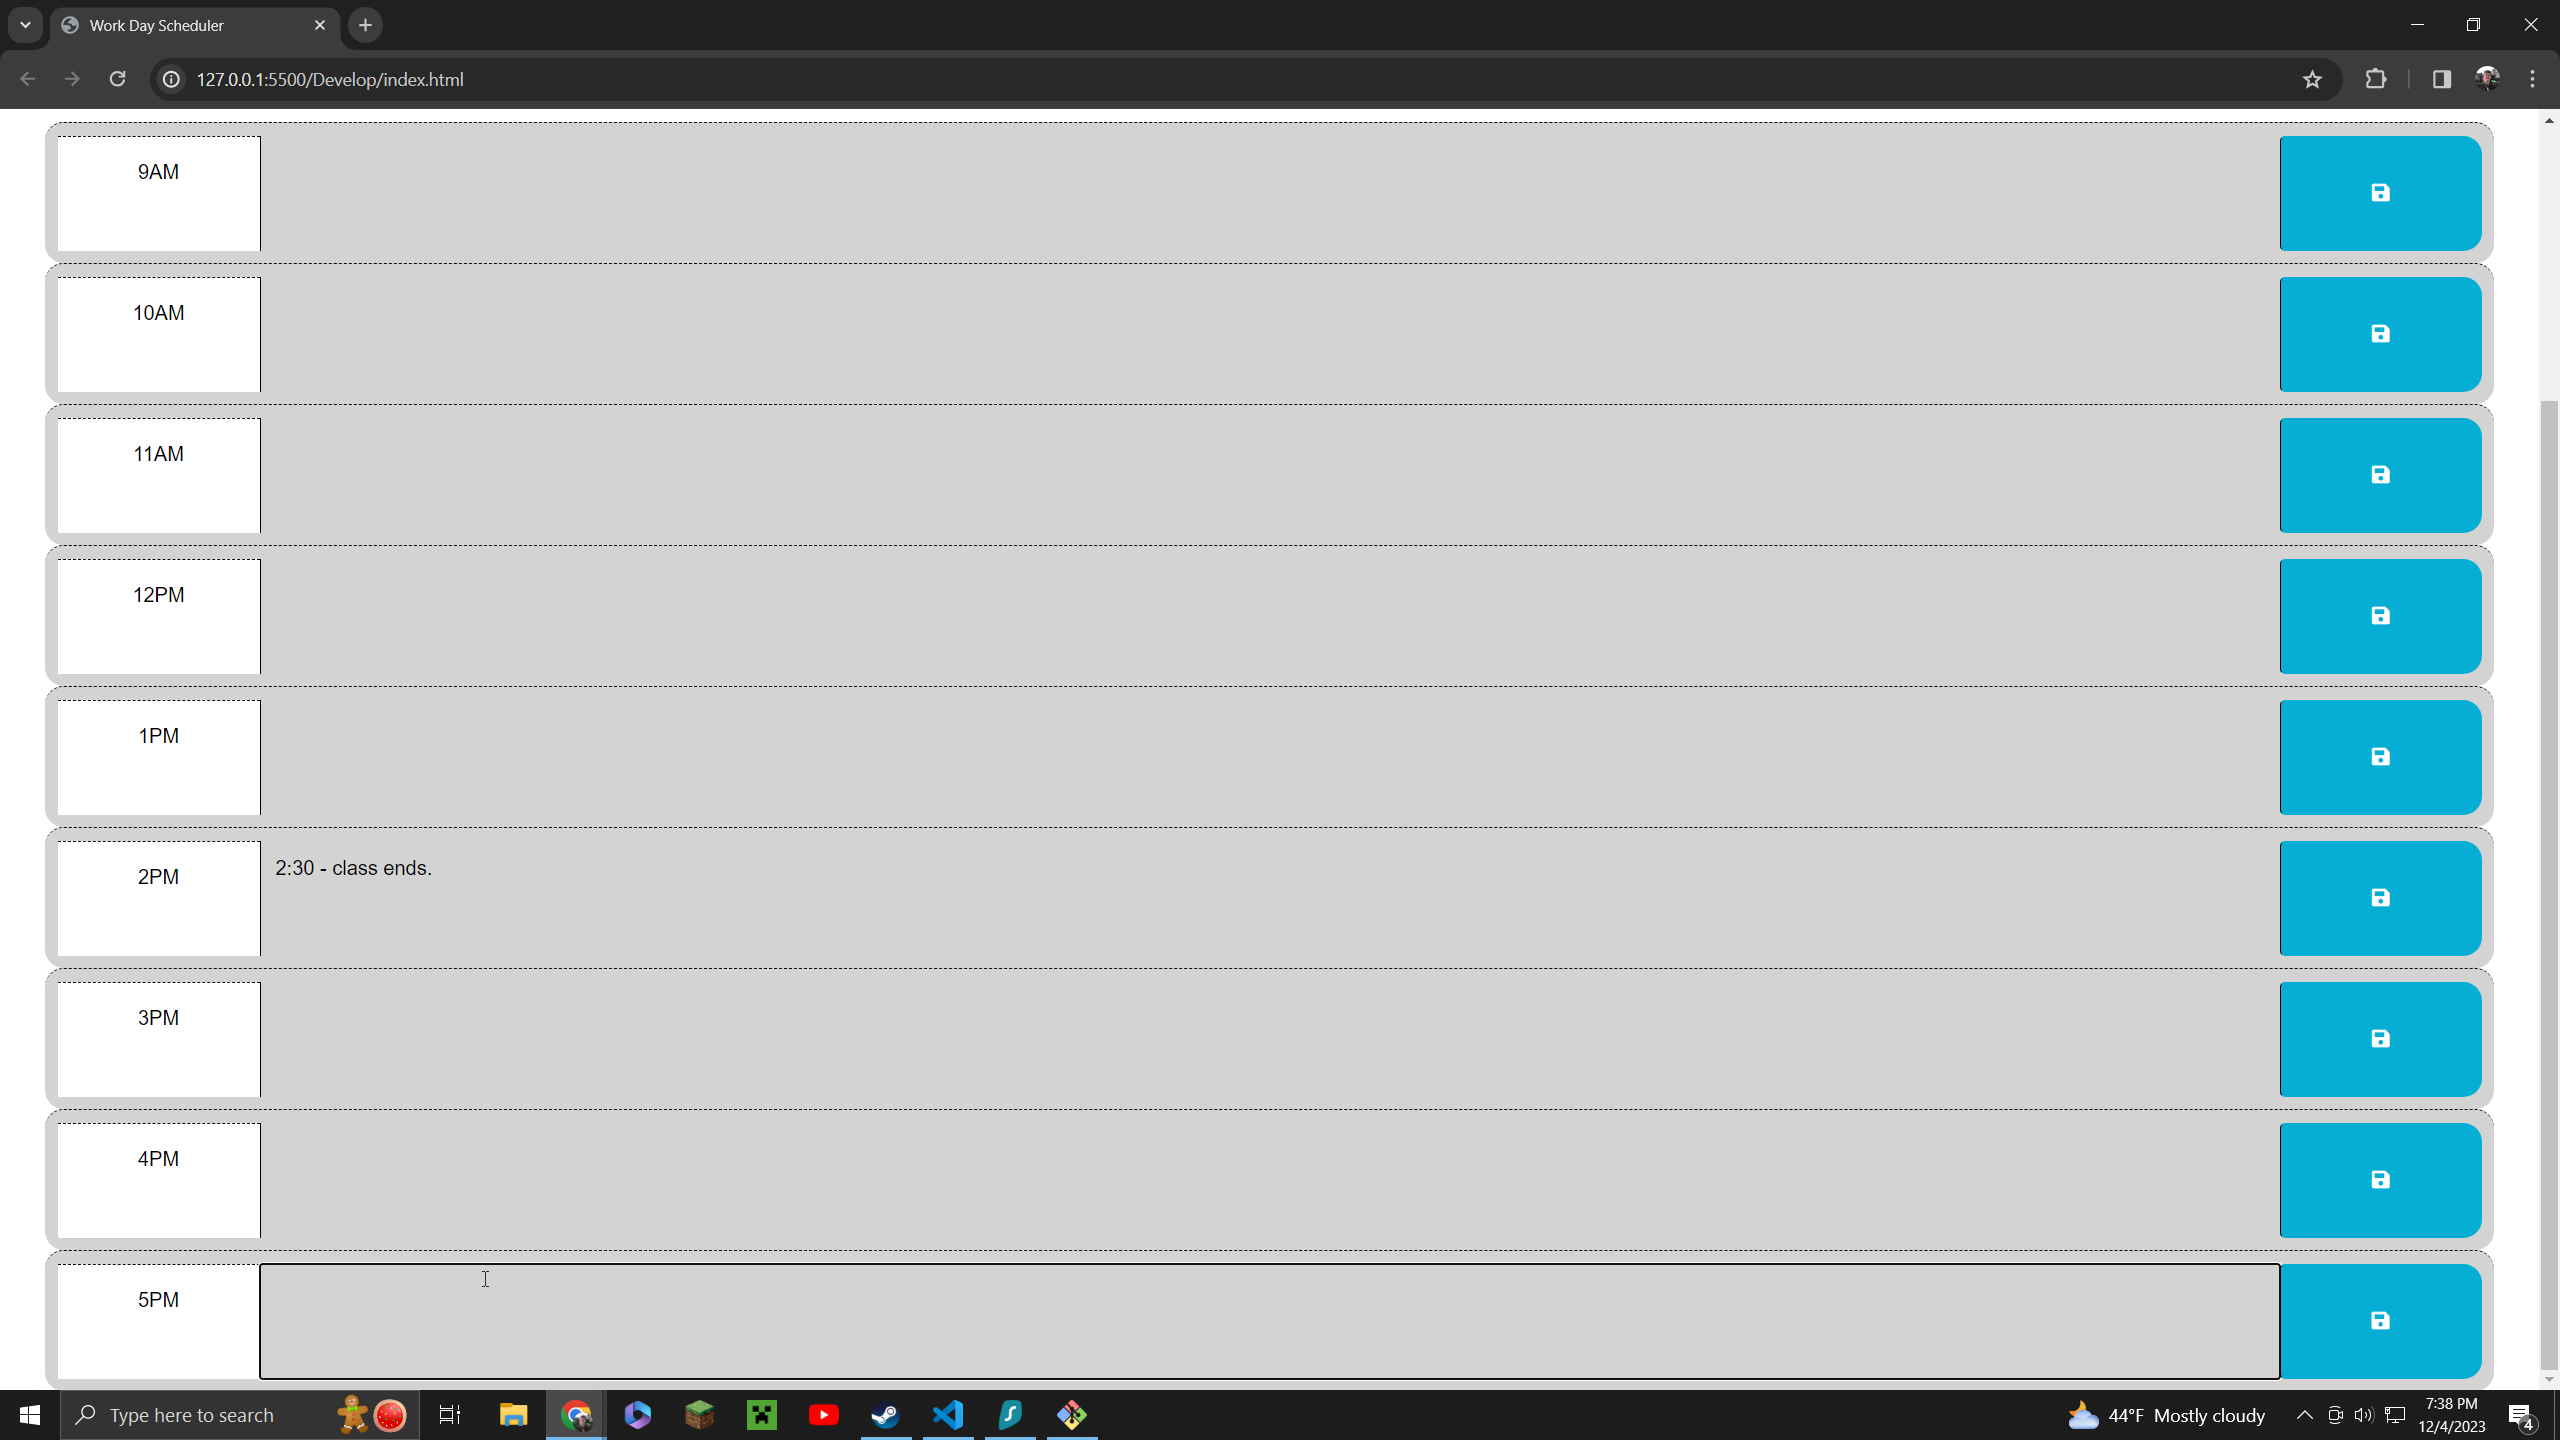 Work Day Scheduler
127.0.0.1:5500/Develop/index.html
9AM
10AM
11AM
12PM
1PM
2PM
2:30 - class ends.
3PM
4PM
5PM
Type here to search
44°F Mostly cloudy
7:38 PM
12/4/2023
4